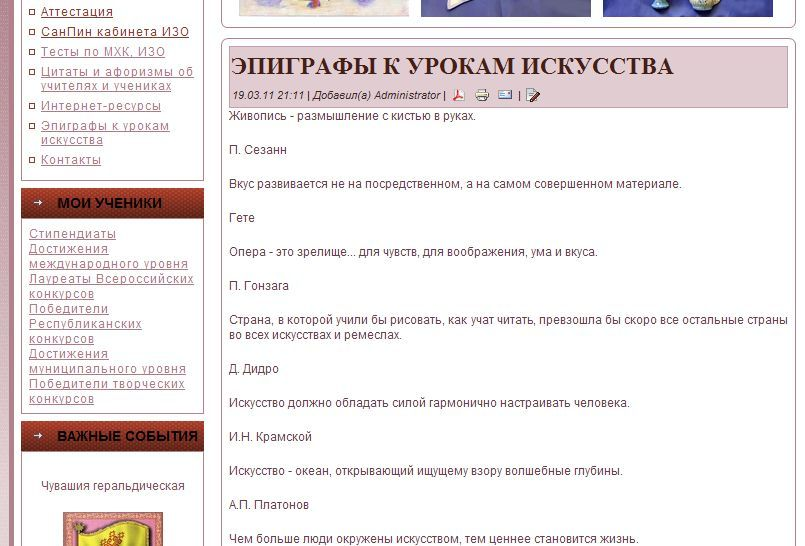 Аттестация
СанПин кабинета ИЗО
Тесты по МХК, ИЗО
Цитаты и афоризмы об
учителях и учениках
Интернет-ресурсы
Эпиграфы к урокам
искусства
Контакты
МОИ УЧЕНИКИ
Стипендиаты
Достижения
международного уровня
Лауреаты Всероссийских
конкурсов
Победители
Республиканских
конкурсов
Достижения
муниципального уровня
Победители творческих
конкурсов
ВАЖНЫЕ СОБЫТИЯ
Чувашия геральдическая
ЭПИГРАФЫ К УРОКАМ ИСКУССТВА
19.03.11 21:11 | Добавил(а) Administrator | |
Живопись - размышление с кистью в руках.
П. Сезанн
Вкус развивается не на посредственном, а на самом совершенном материале.
Гете
Опера - это зрелище... для чувств, для воображения, ума и вкуса.
П. Гонзага
Страна, в которой учили бы рисовать, как учат читать, превзошла бы скоро все остальные страны
во всех искусствах и ремеслах.
Д. Дидро
Искусство должно обладать силой гармонично настраивать человека.
И.Н. Крамской
Искусство - океан, открывающий ищущему взору волшебные глубины.
А.П. Платонов
Чем больше люди окружены искусством, тем ценнее становится жизнь.